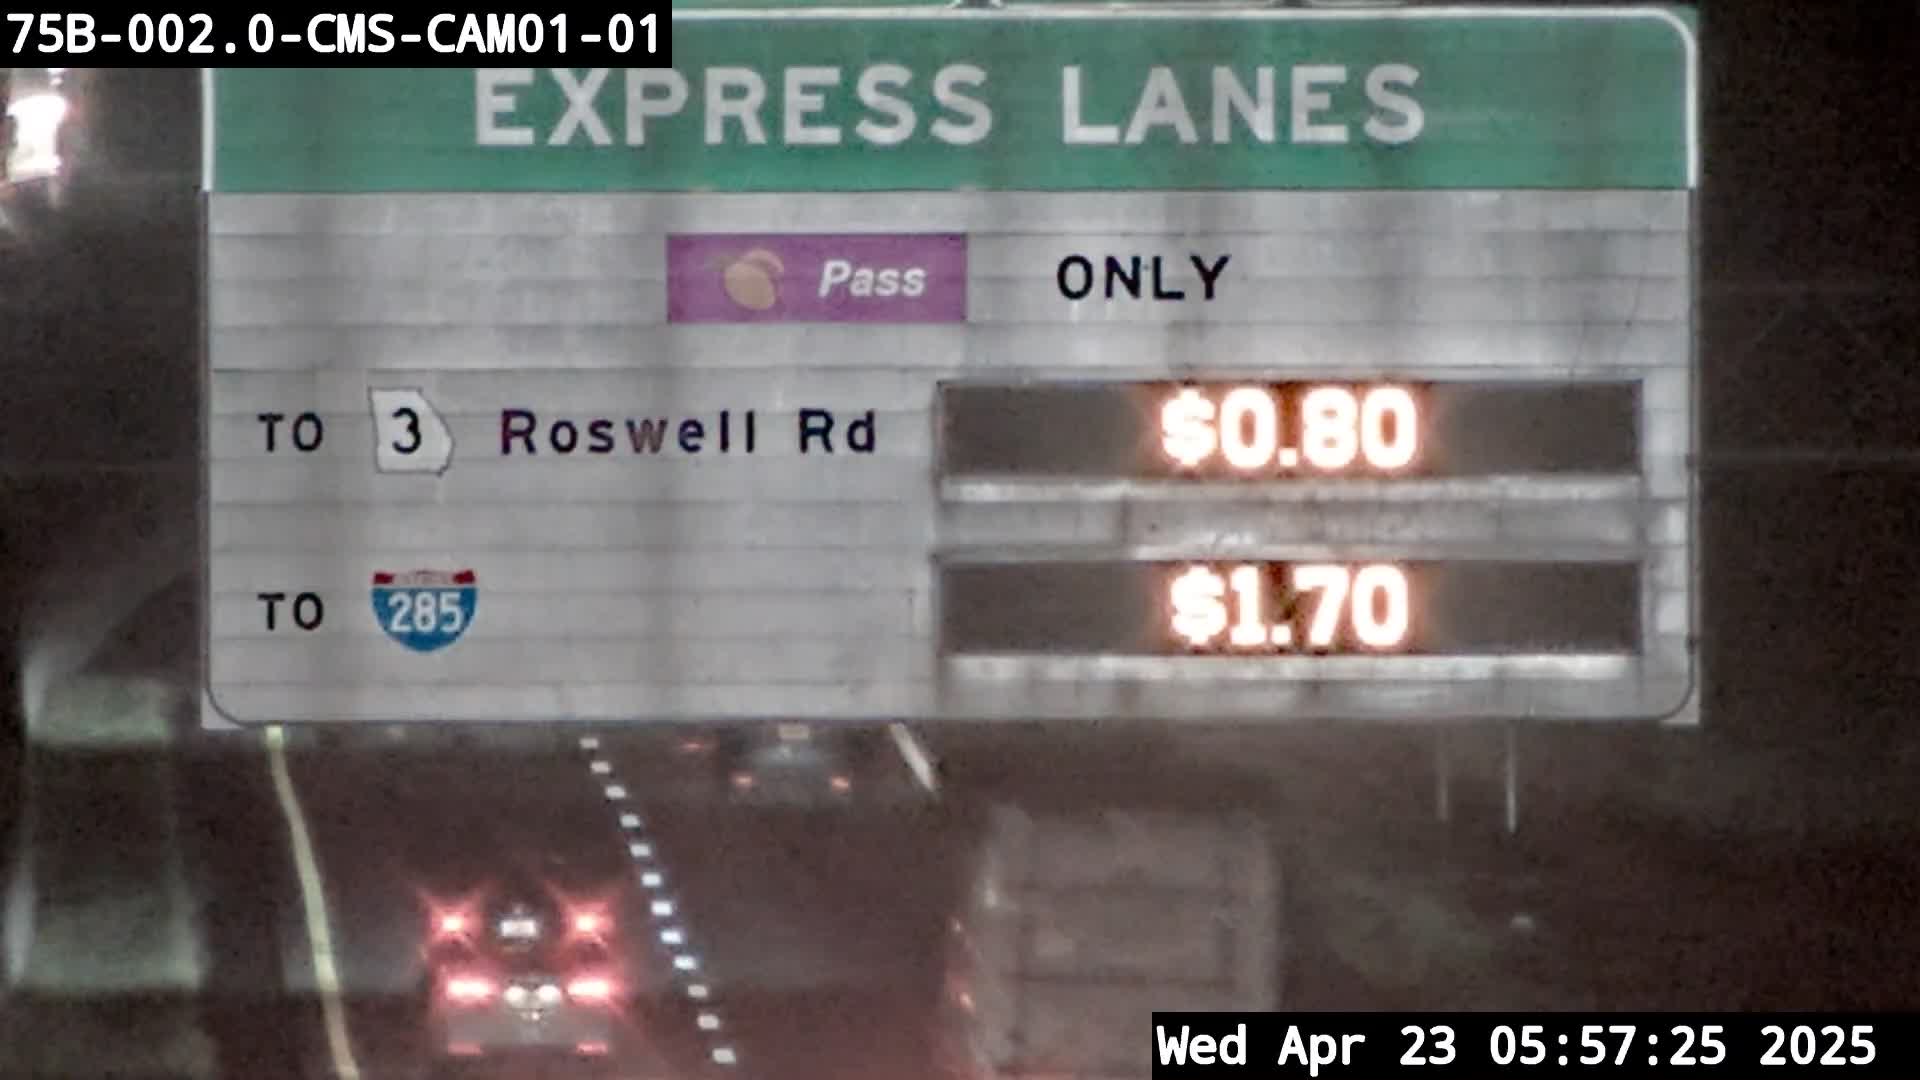 75B-002.0-CMS-CAM01-01
EXPRESS LANES
Pass ONLY
TO 3 Roswell Rd $0.80
TO 285 $1.70
Wed Apr 23 05:57:25 2025